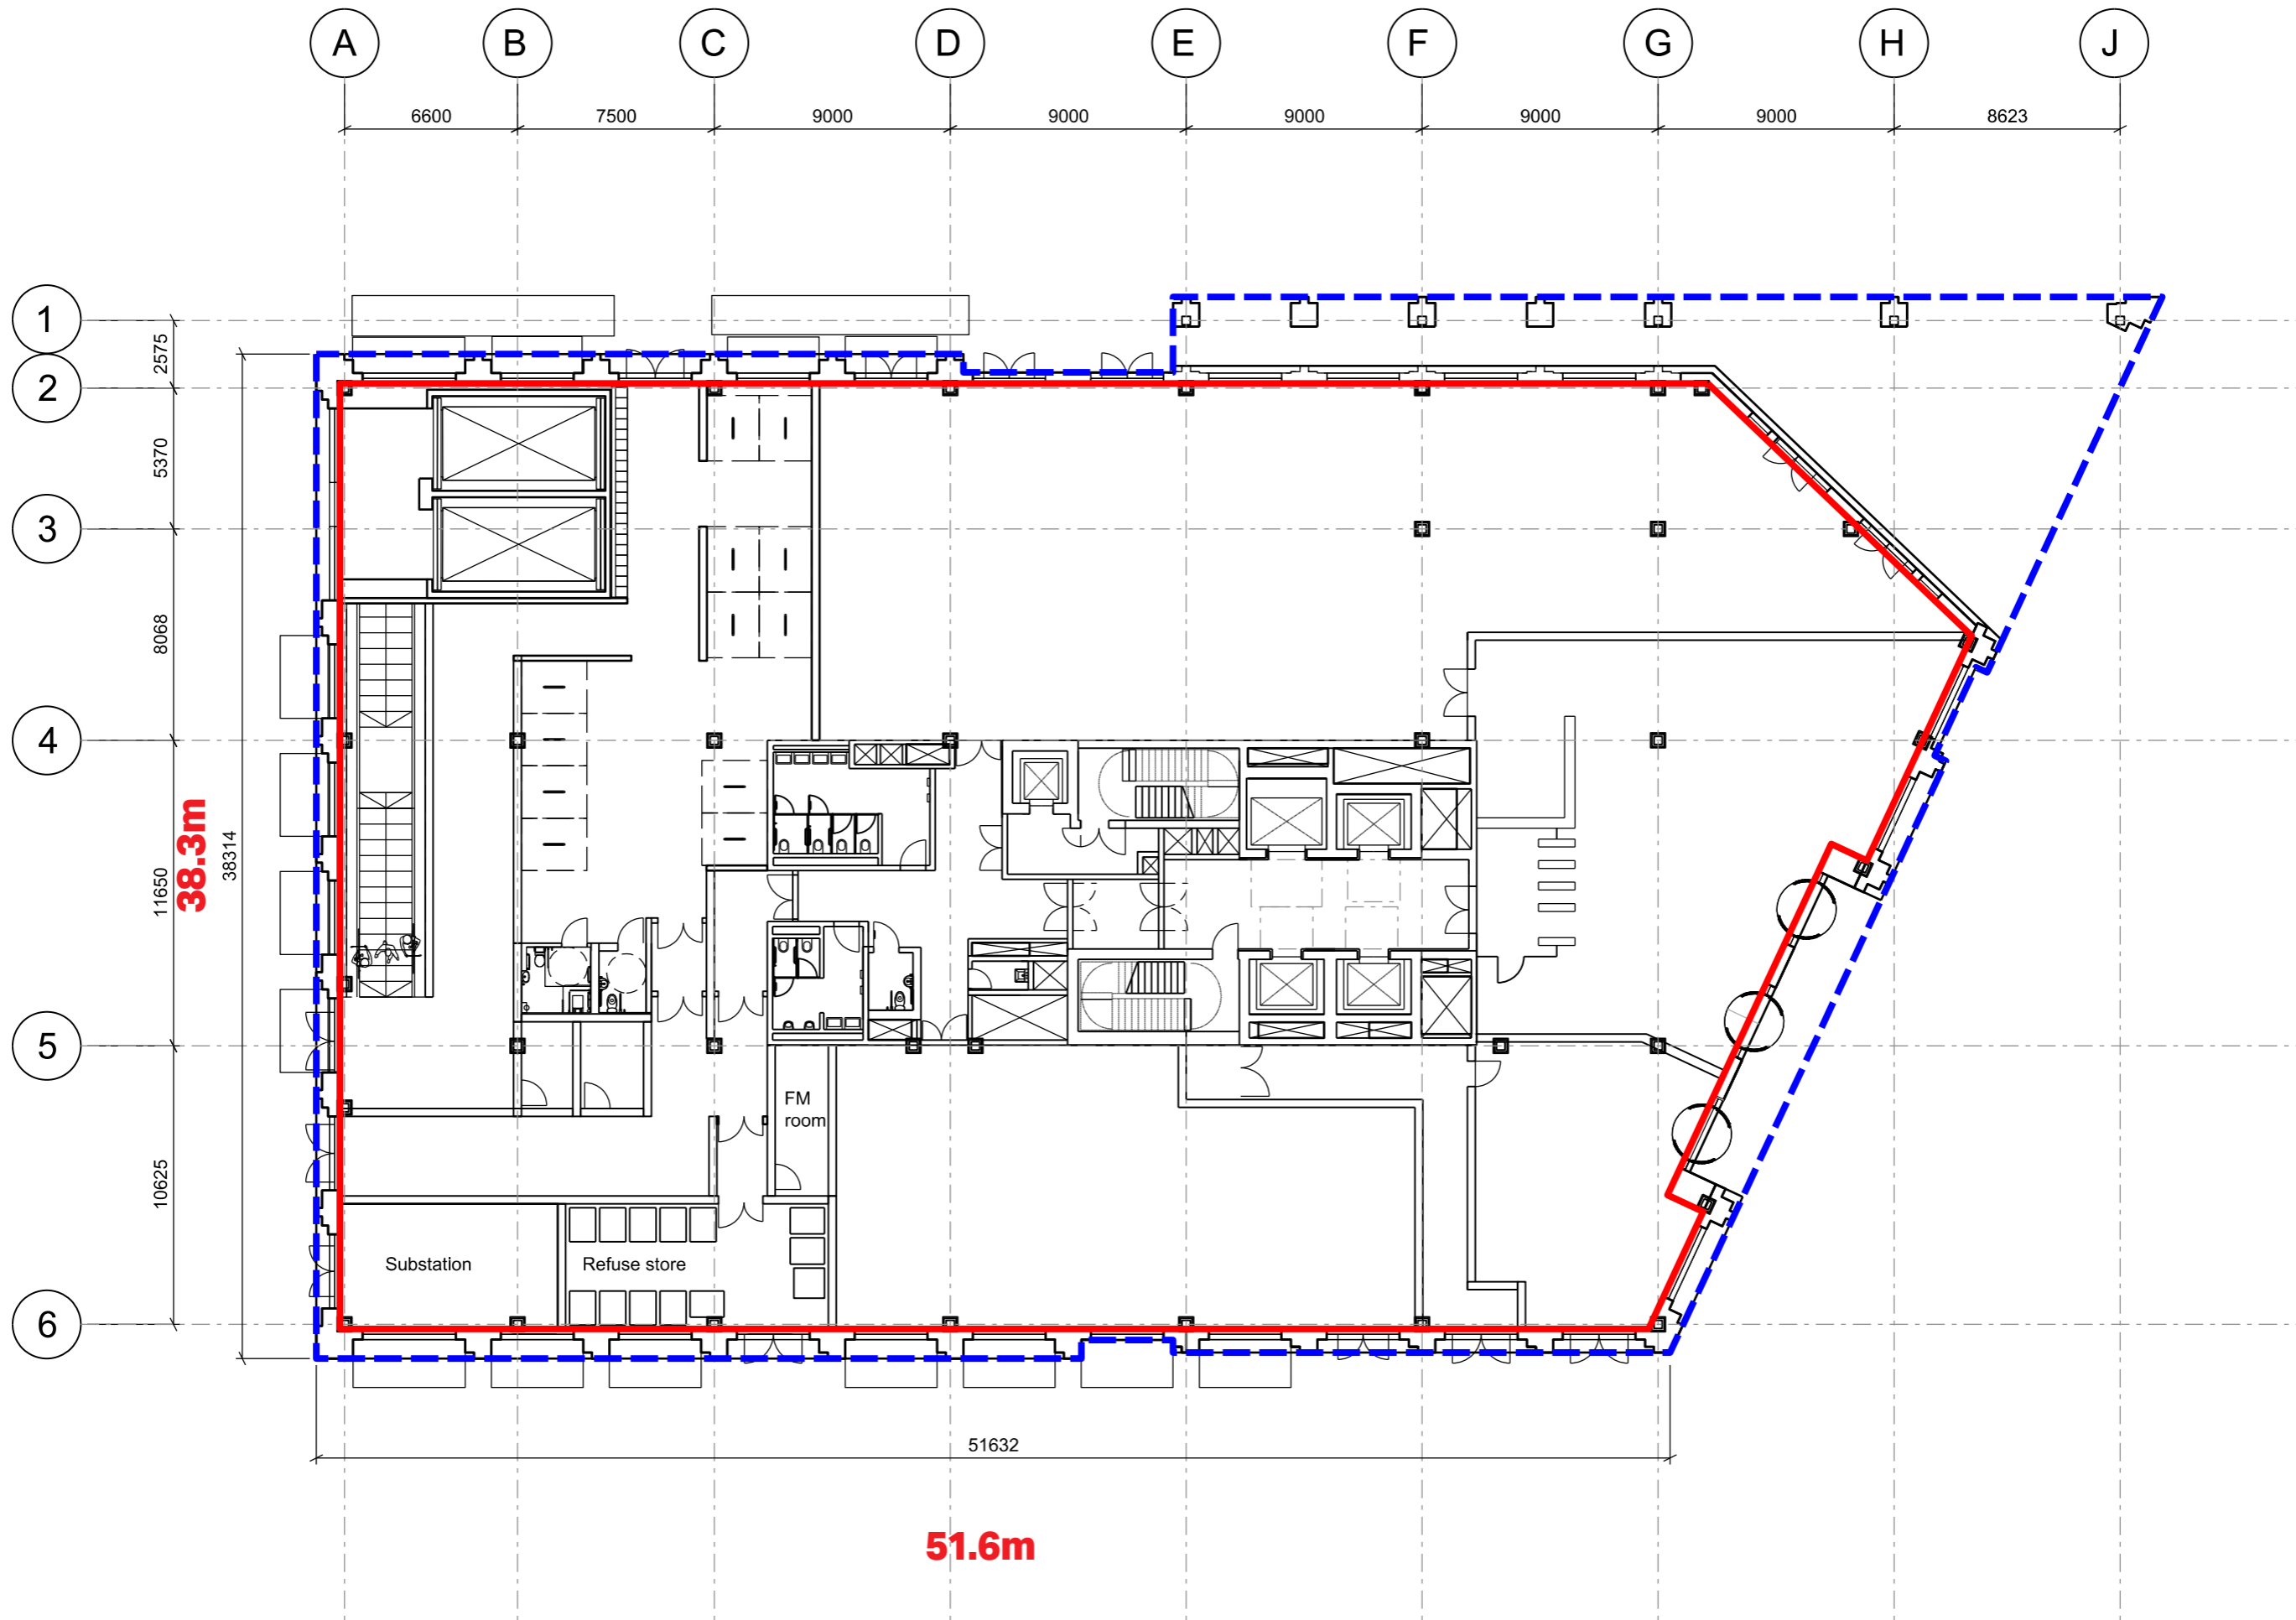 A B C D E F G H J
6600 7500 9000 9000 9000 9000 9000 8623
1
2575
2
5370
3
8068
4
11650
38.3m
38314
5
FM
room
10625
Substation
Refuse store
6
51632
51.6m